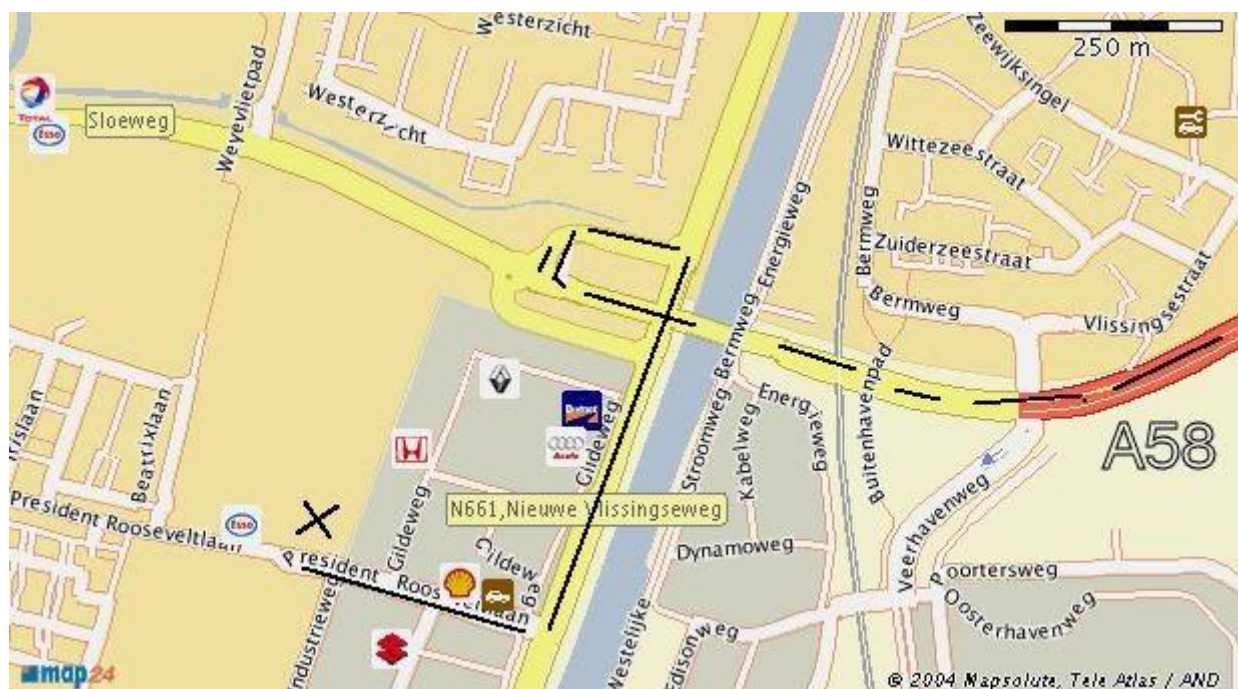 Westerzicht
250 m
Zeewijksingel
TOTAL
Esso
Sloeweg
Weyevlietpad
Westerzicht
Wittezeestraat
Energieweg
Bermweg
Zuiderzeestraat
Bermweg
Vlissingsestraat
Bermweg
Buitenhavenpad
Energieweg
A58
Beatrixlaan
Gildeweg
Stroomweg
Kabelweg
N661,Nieuwe Vlissingseweg
President Rooseveltlaan
Esso
Gildeweg
Gildeweg
Dynamoweg
Veerhavenweg
President Rooseveltlaan
Poortersweg
Oosterhavenweg
Industrieweg
Westelijke
Edisonweg
map24
© 2004 Mapsolute, Tele Atlas / AND